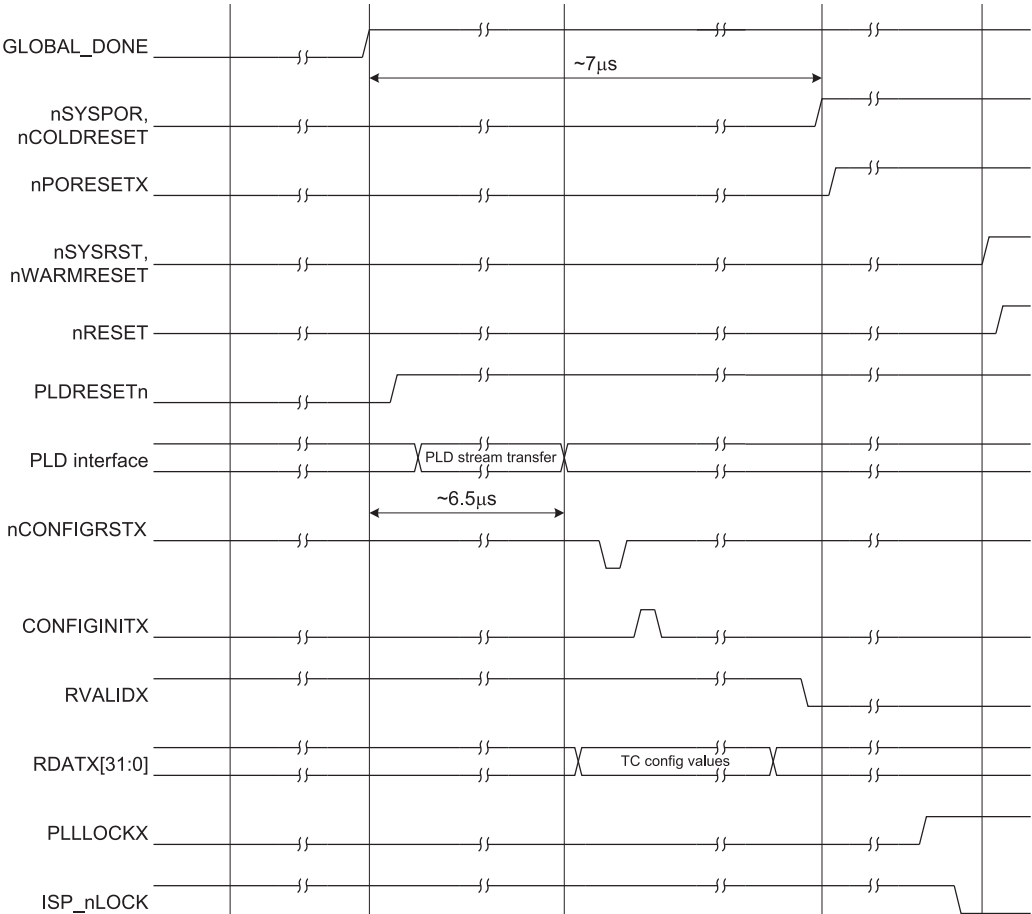 GLOBAL_DONE
~7μs
nSYSPOR,
nCOLDRESET
nPORESETX
nSYSRST,
nWARMRESET
nRESET
PLDRESETn
PLD interface
PLD stream transfer
~6.5μs
nCONFIGRSTX
CONFIGINITX
RVALIDX
RDATX[31:0]
TC config values
PLLLOCKX
ISP_nLOCK